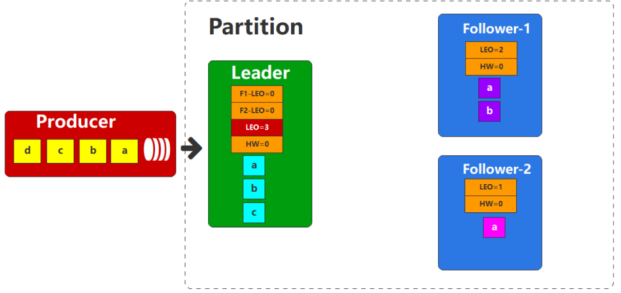 Partition
Producer
d c b a
Leader
F1-LEO=0
F2-LEO=0
LEO=3
HW=0
a
b
c
Follower-1
LEO=2
HW=0
a
b
Follower-2
LEO=1
HW=0
a